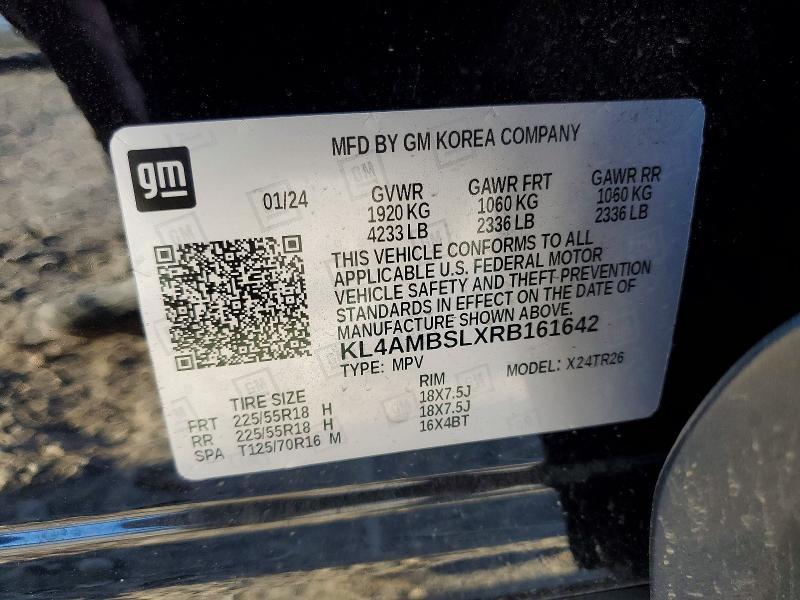 MFD BY GM KOREA COMPANY
gm
01/24
GVWR GAWR FRT GAWR RR
1920 KG 1060 KG 1060 KG
4233 LB 2336 LB 2336 LB
THIS VEHICLE CONFORMS TO ALL
APPLICABLE U.S. FEDERAL MOTOR
VEHICLE SAFETY AND THEFT PREVENTION
STANDARDS IN EFFECT ON THE DATE OF
MANUFACTURE SHOWN ABOVE.
KL4AMBSLXRB161642
TYPE: MPV MODEL: X24TR26
TIRE SIZE RIM
FRT 225/55R18 H 18X7.5J
RR 225/55R18 H 18X7.5J
SPA T125/70R16 M 16X4BT